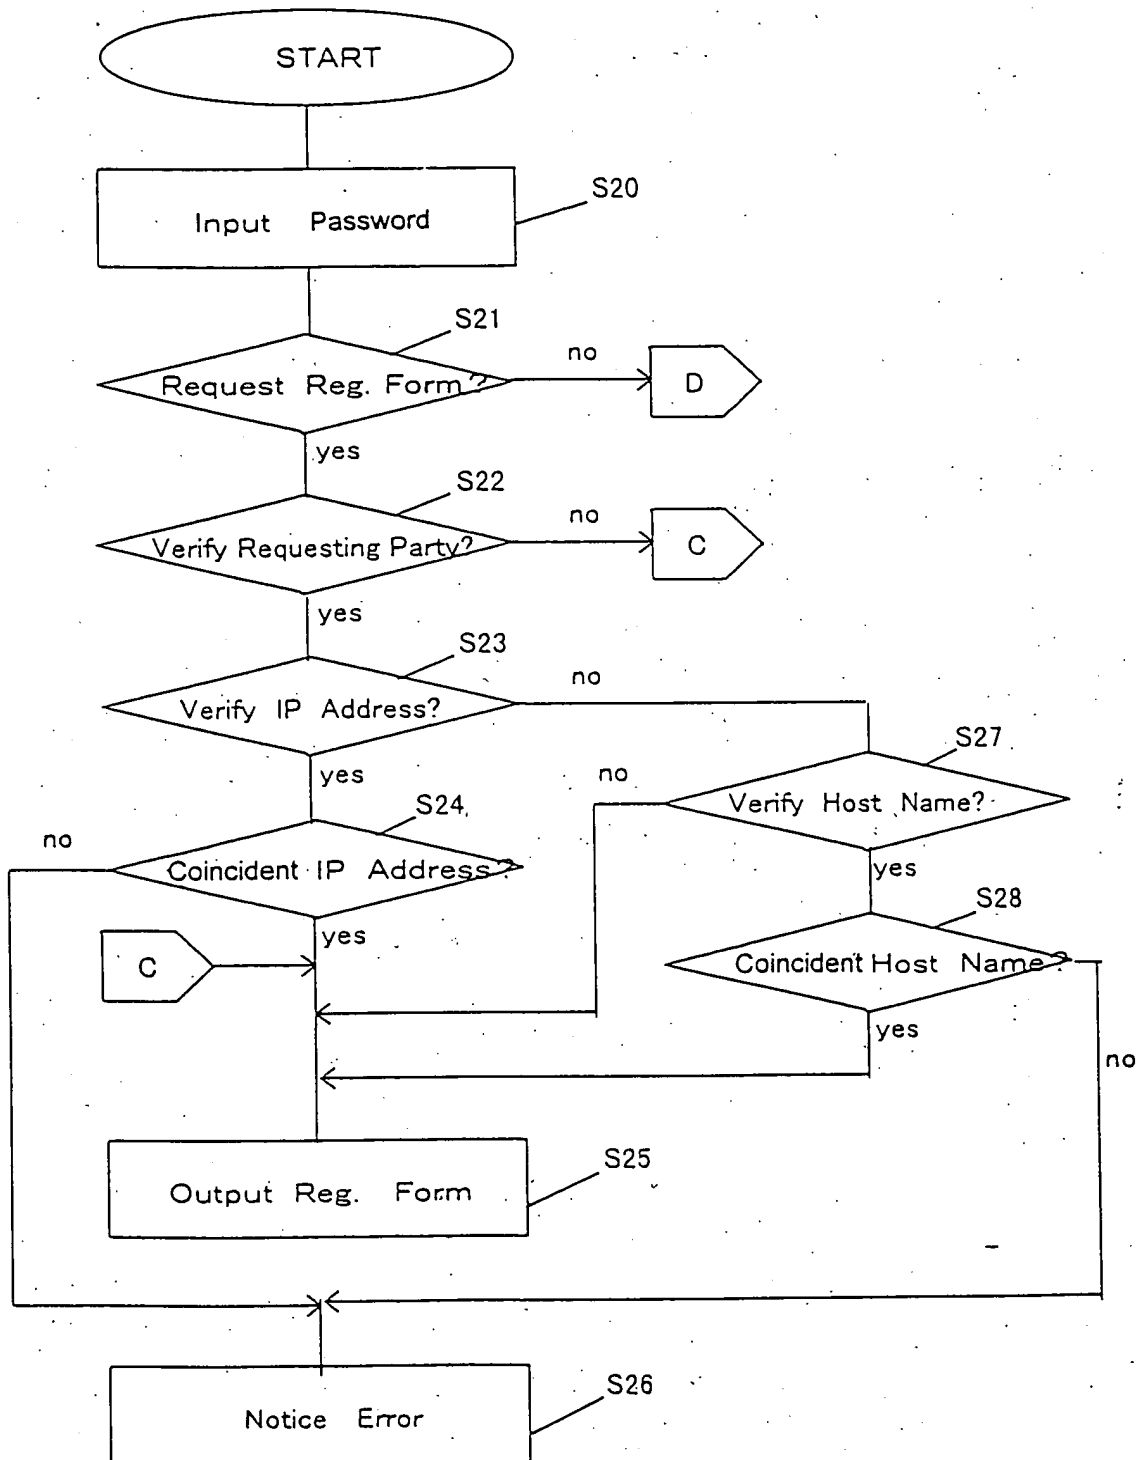 START
S20
Input Password
S21
Request Reg. Form?
no
D
yes
S22
Verify Requesting Party?
no
C
yes
S23
Verify IP Address?
no
yes
S27
Verify Host Name?
no
yes
S24
Coincident IP Address?
no
yes
S28
Coincident Host Name?
yes
no
C
S25
Output Reg. Form
S26
Notice Error